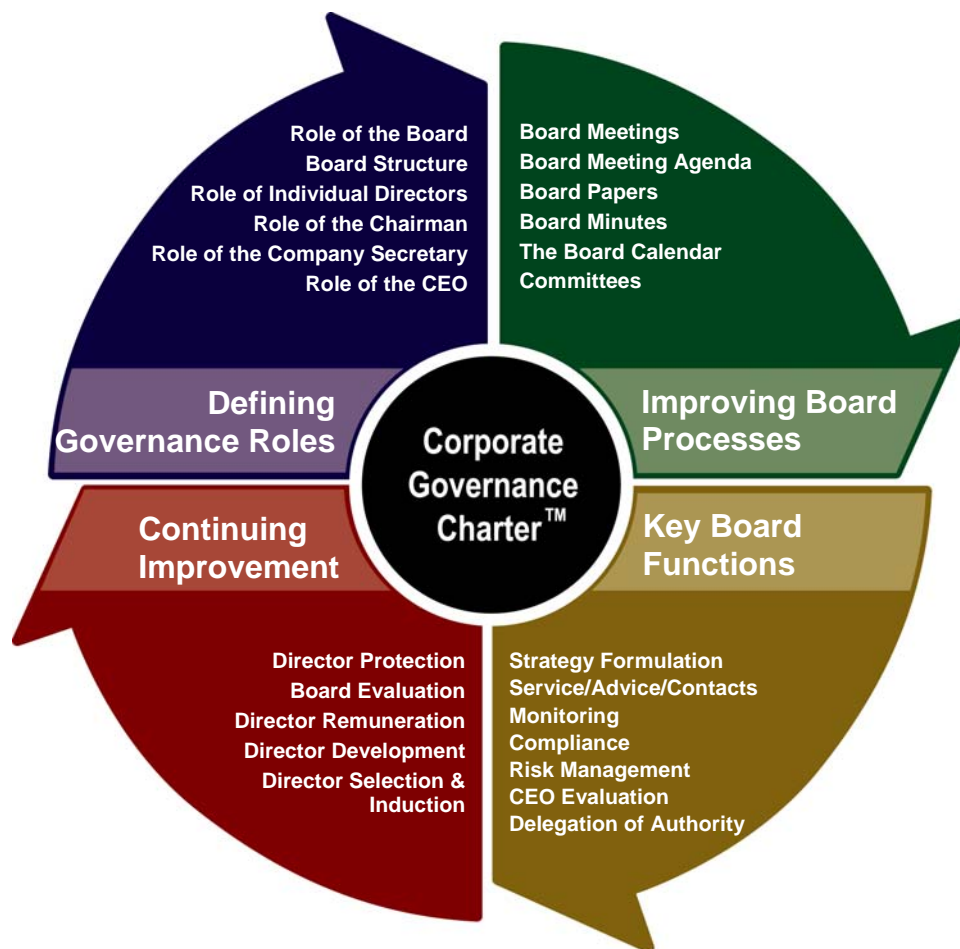 Role of the Board
Board Structure
Role of Individual Directors
Role of the Chairman
Role of the Company Secretary
Role of the CEO
Defining
Governance Roles
Board Meetings
Board Meeting Agenda
Board Papers
Board Minutes
The Board Calendar
Committees
Improving Board
Processes
Corporate
Governance
Charter™
Continuing
Improvement
Director Protection
Board Evaluation
Director Remuneration
Director Development
Director Selection &
Induction
Key Board
Functions
Strategy Formulation
Service/Advice/Contacts
Monitoring
Compliance
Risk Management
CEO Evaluation
Delegation of Authority